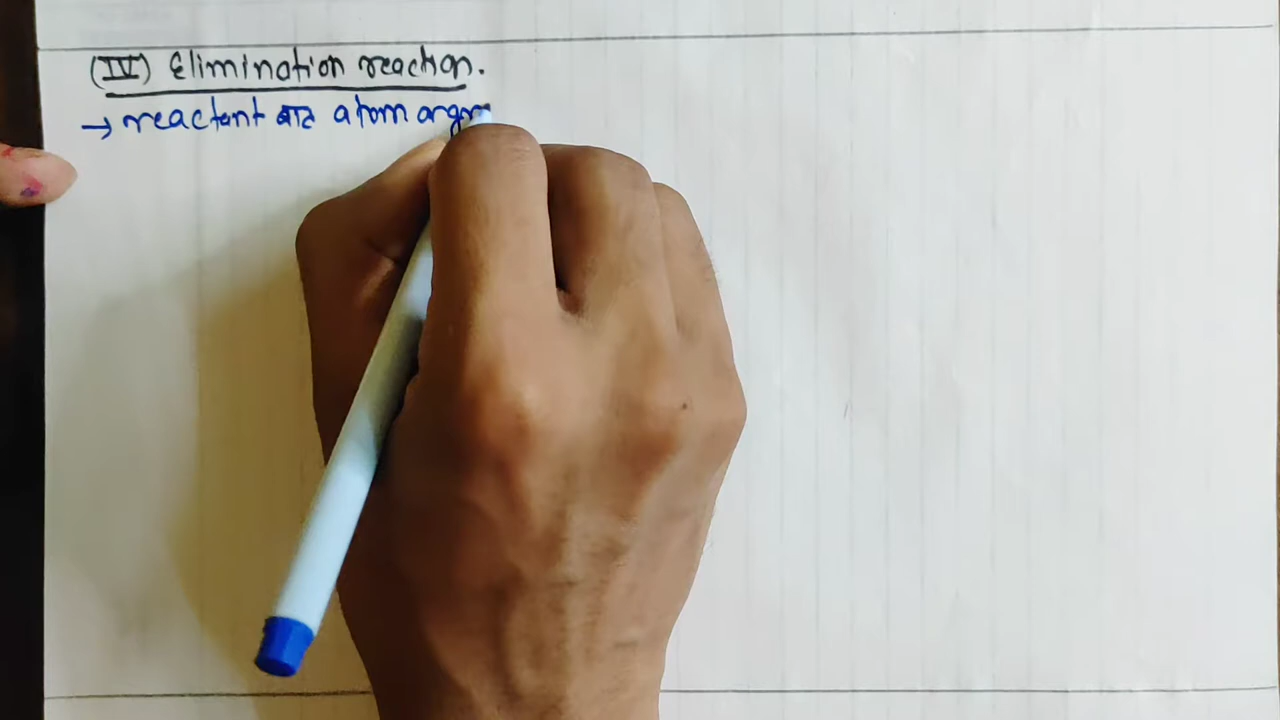 (IV) Elimination reaction.
→ reactant बाट atom